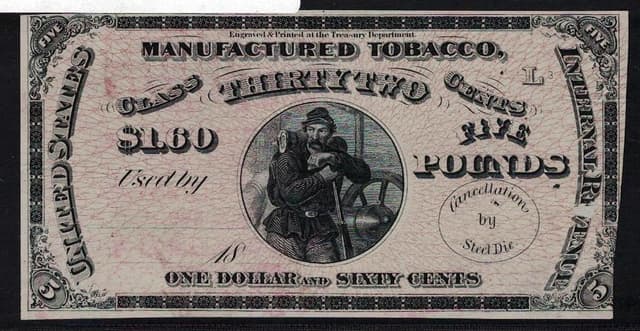 Engraved & Printed at the Treasury Department.
FIVE
FIVE
MANUFACTURED TOBACCO,
CLASS THIRTY TWO CENTS
L
$1.60
FIVE
POUNDS
Used by
Cancellation
by
Steel Die
18
ONE DOLLAR AND SIXTY CENTS
UNITED STATES
INTERNAL REVENUE
5
5